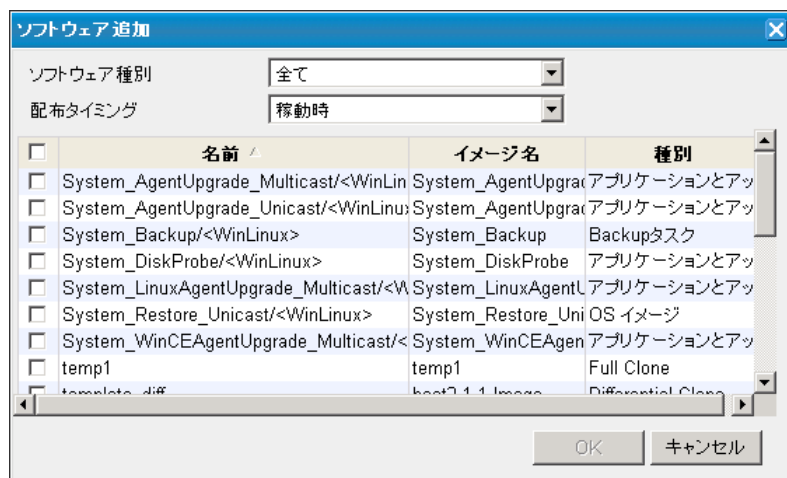 ソフトウェア追加
ソフトウェア種別 全て
配布タイミング 稼動時
名前 イメージ名 種別
System_AgentUpgrade_Multicast/<WinLin System_AgentUpgra アプリケーションとアッ
System_AgentUpgrade_Unicast/<WinLinu System_AgentUpgra アプリケーションとアッ
System_Backup/<WinLinux> System_Backup Backupタスク
System_DiskProbe/<WinLinux> System_DiskProbe アプリケーションとアッ
System_LinuxAgentUpgrade_Multicast/<W System_LinuxAgentU アプリケーションとアッ
System_Restore_Unicast/<WinLinux> System_Restore_Uni OS イメージ
System_WinCEAgentUpgrade_Multicast/< System_WinCEAgen アプリケーションとアッ
temp1 temp1 Full Clone
template_diff Differential Clone
OK キャンセル